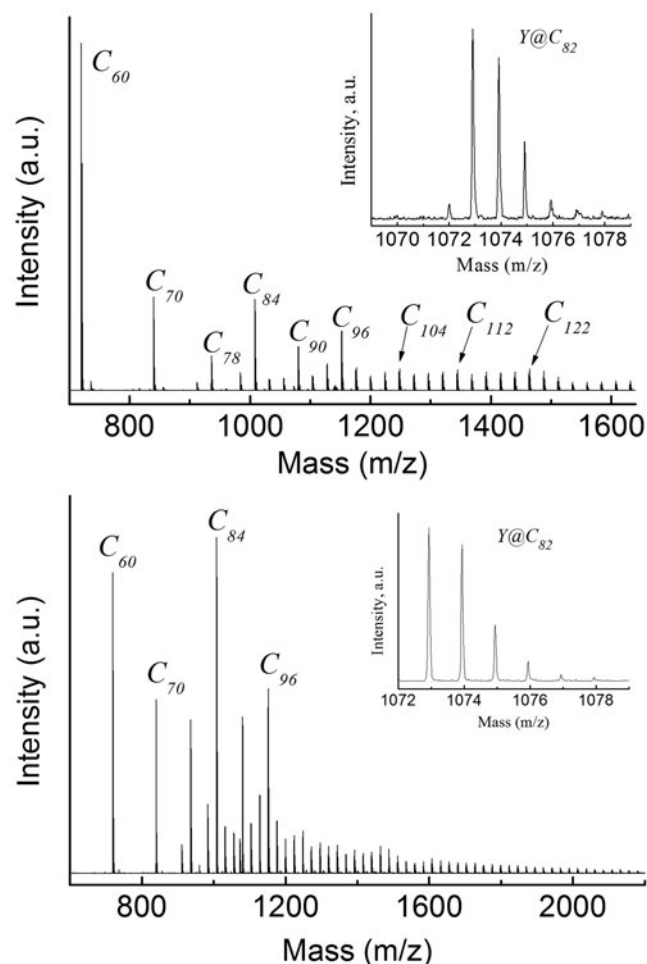 C60
Y@C82
Intensity, a.u.
1070 1072 1074 1076 1078
Mass (m/z)
Intensity (a.u.)
C70
C78
C84
C90
C96
C104
C112
C122
800 1000 1200 1400 1600
Mass (m/z)
C60
C84
C70
C96
Y@C82
Intensity, a.u.
1072 1074 1076 1078
Mass (m/z)
Intensity (a.u.)
800 1200 1600 2000
Mass (m/z)